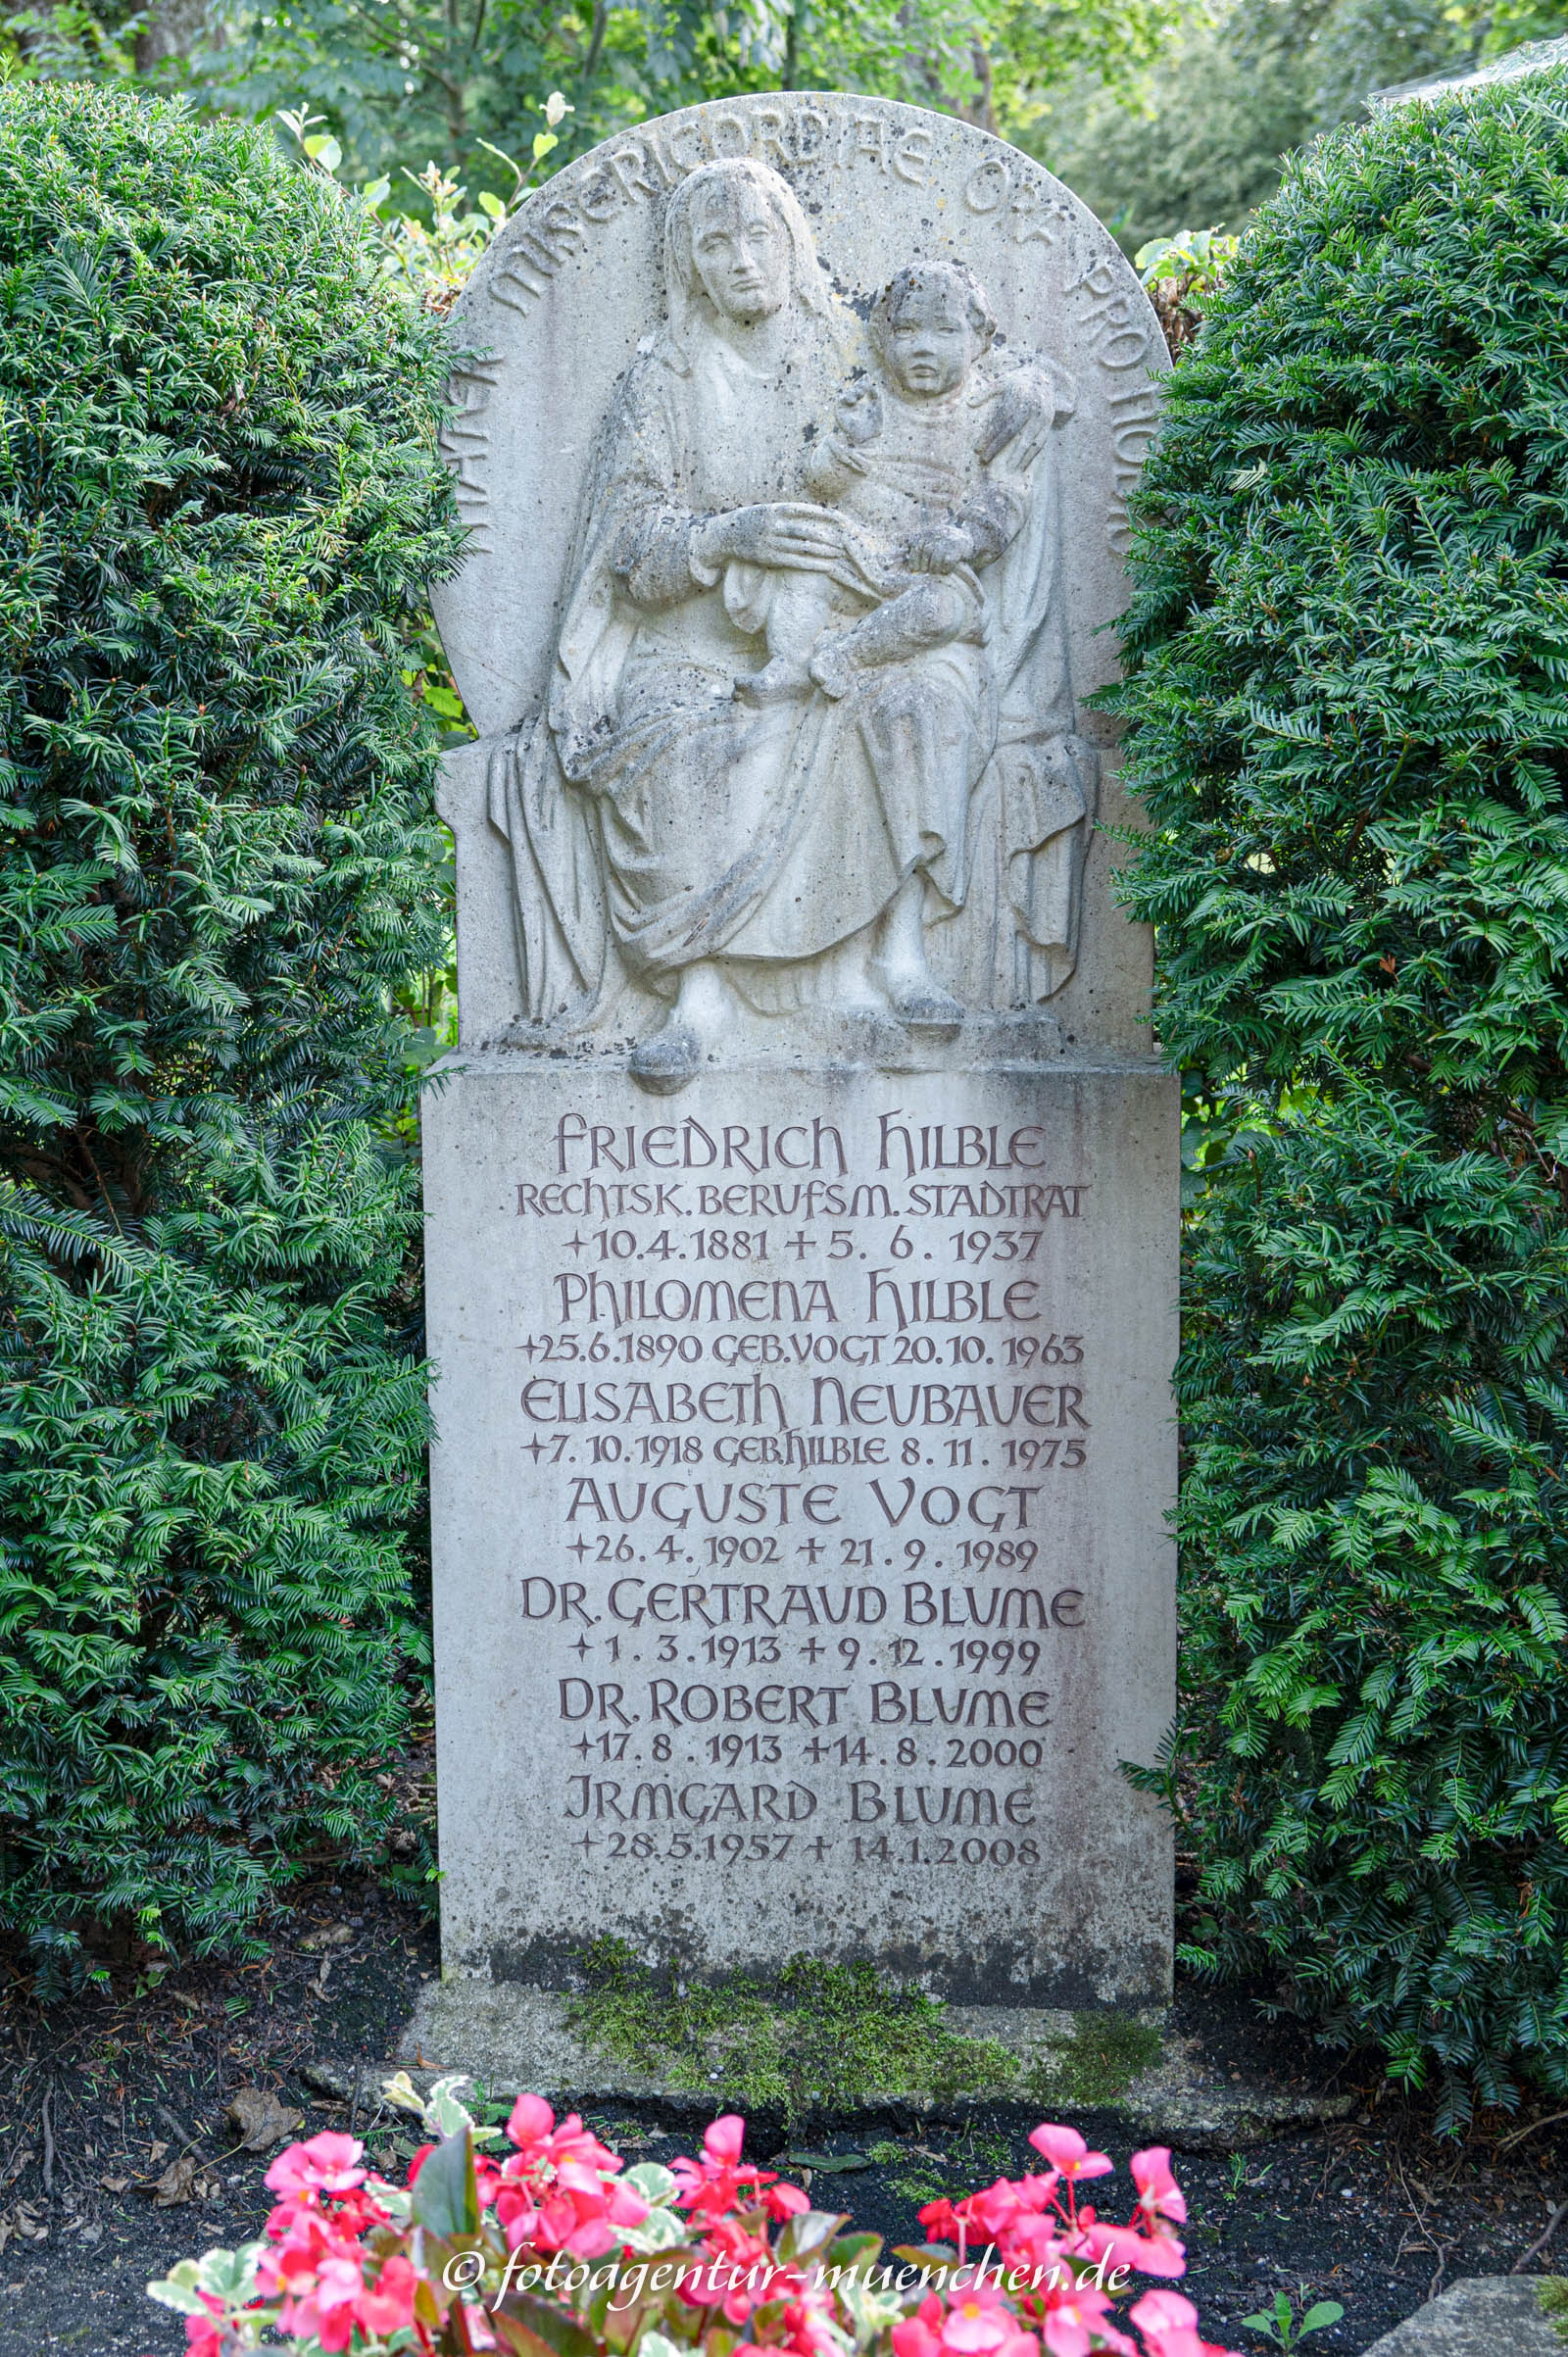 MATER MISERICORDIAE ORA PRO NOBIS
FRIEDRICH HILBLE
RECHTSK. BERUFSM. STADTRAT
+10.4.1881 + 5. 6. 1937
PHILOMENA HILBLE
+25.6.1890 GEB.VOGT 20.10.1963
ELISABETH NEUBAUER
+7.10.1918 GEB.HILBLE 8.11.1975
AUGUSTE VOGT
+26.4.1902 + 21.9.1989
DR. GERTRAUD BLUME
+1.3.1913 + 9.12.1999
DR. ROBERT BLUME
+17.8.1913 +14.8.2000
IRMGARD BLUME
+28.5.1957 + 14.1.2008
© fotoagentur-muenchen.de